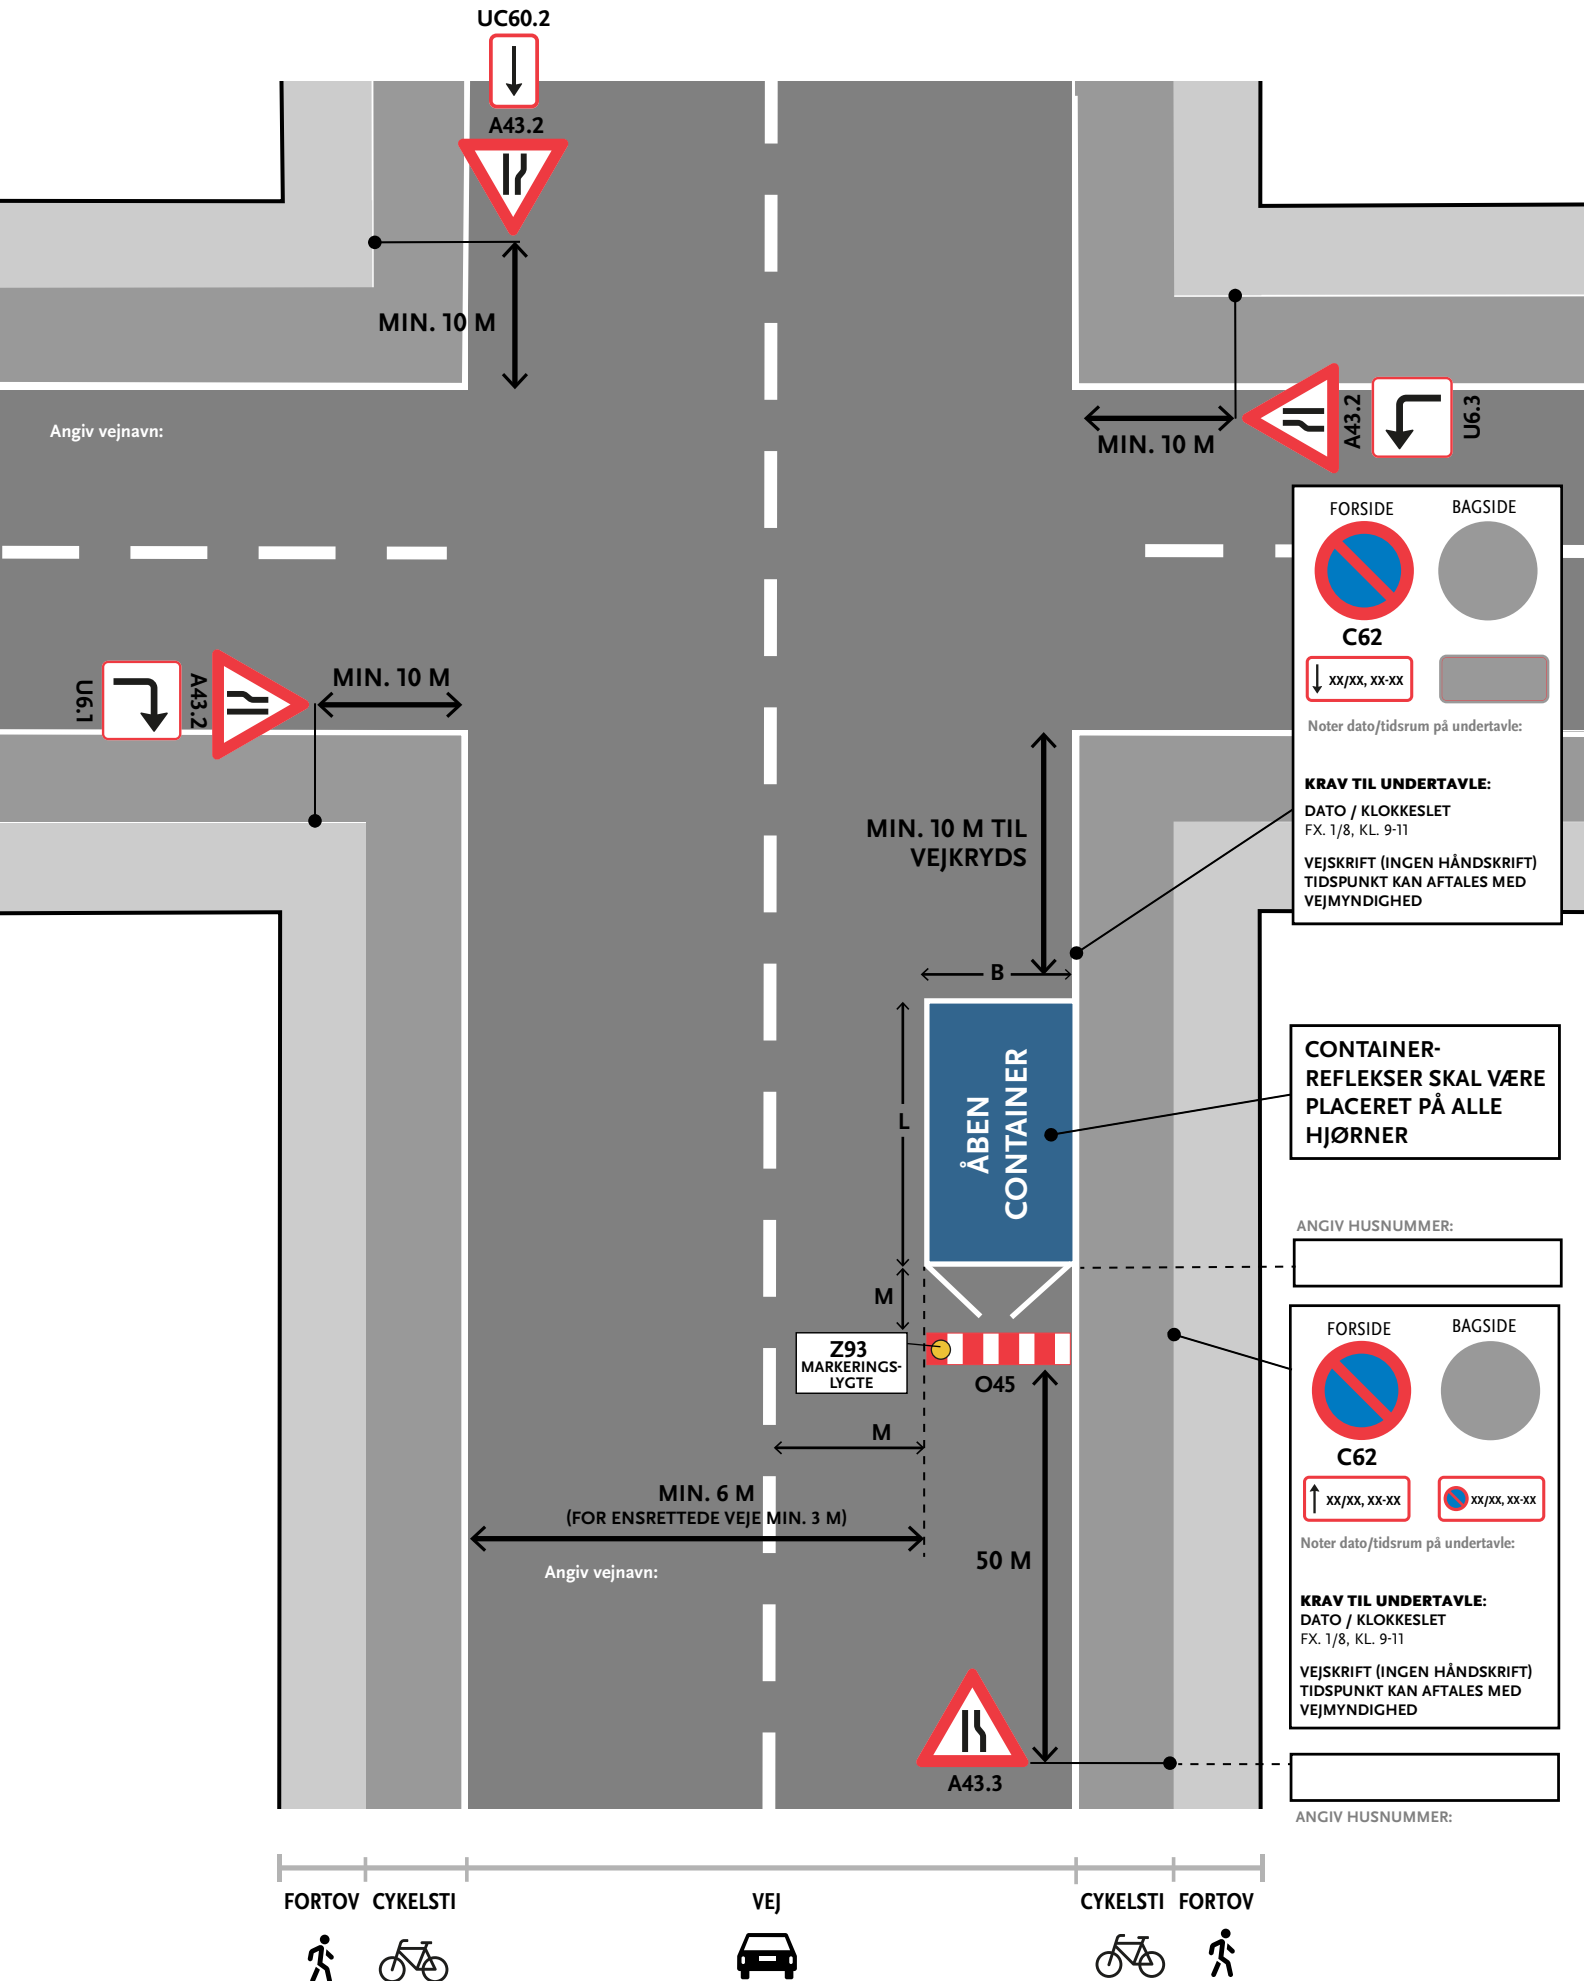 UC60.2
A43.2
MIN. 10 M
Angiv vejnavn:
MIN. 10 M
A43.2
U6.3
FORSIDE
BAGSIDE
C62
xx/xx, xx-xx
Noter dato/tidsrum på undertavle:
KRAV TIL UNDERTAVLE:
DATO / KLOKKESLET
FX. 1/8, KL. 9-11
VEJSKRIFT (INGEN HÅNDSKRIFT)
TIDSPUNKT KAN AFTALES MED
VEJMYNDIGHED
U6.1
A43.2
MIN. 10 M
MIN. 10 M TIL
VEJKRYDS
B
L
ÅBEN
CONTAINER
CONTAINER-
REFLEKSER SKAL VÆRE
PLACERET PÅ ALLE
HJØRNER
ANGIV HUSNUMMER:
M
Z93
MARKERINGS-
LYGTE
O45
M
MIN. 6 M
(FOR ENSRETTEDE VEJE MIN. 3 M)
Angiv vejnavn:
50 M
FORSIDE
BAGSIDE
C62
xx/xx, xx-xx
xx/xx, xx-xx
Noter dato/tidsrum på undertavle:
KRAV TIL UNDERTAVLE:
DATO / KLOKKESLET
FX. 1/8, KL. 9-11
VEJSKRIFT (INGEN HÅNDSKRIFT)
TIDSPUNKT KAN AFTALES MED
VEJMYNDIGHED
A43.3
ANGIV HUSNUMMER:
FORTOV
CYKELSTI
VEJ
CYKELSTI
FORTOV